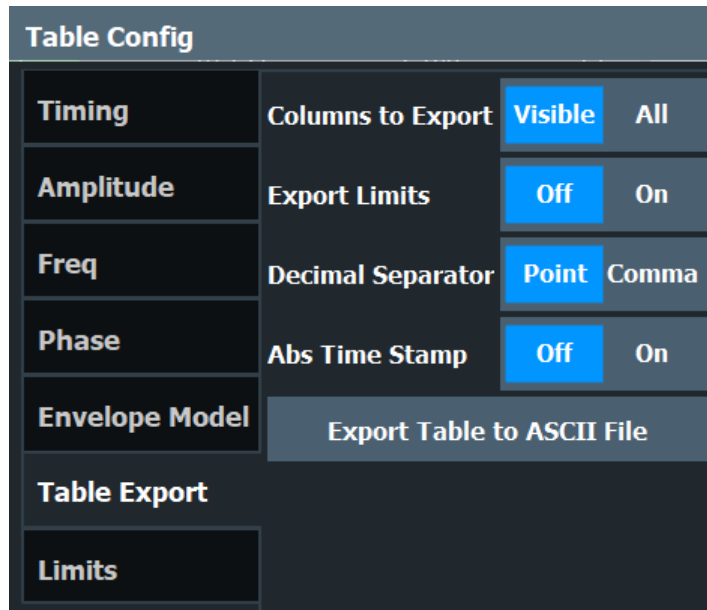 Table Config
Timing
Columns to Export Visible All
Amplitude
Export Limits Off On
Freq
Decimal Separator Point Comma
Phase
Abs Time Stamp Off On
Envelope Model
Export Table to ASCII File
Table Export
Limits